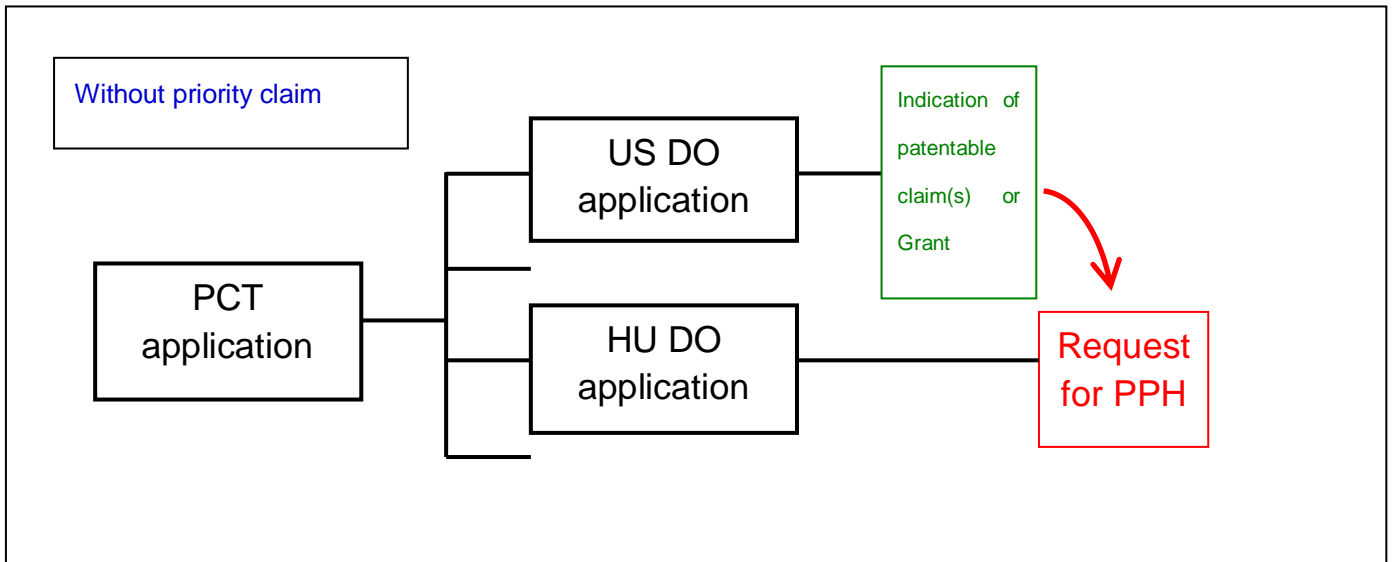 Without priority claim
US DO
application
Indication of
patentable
claim(s) or
Grant
PCT
application
HU DO
application
Request
for PPH